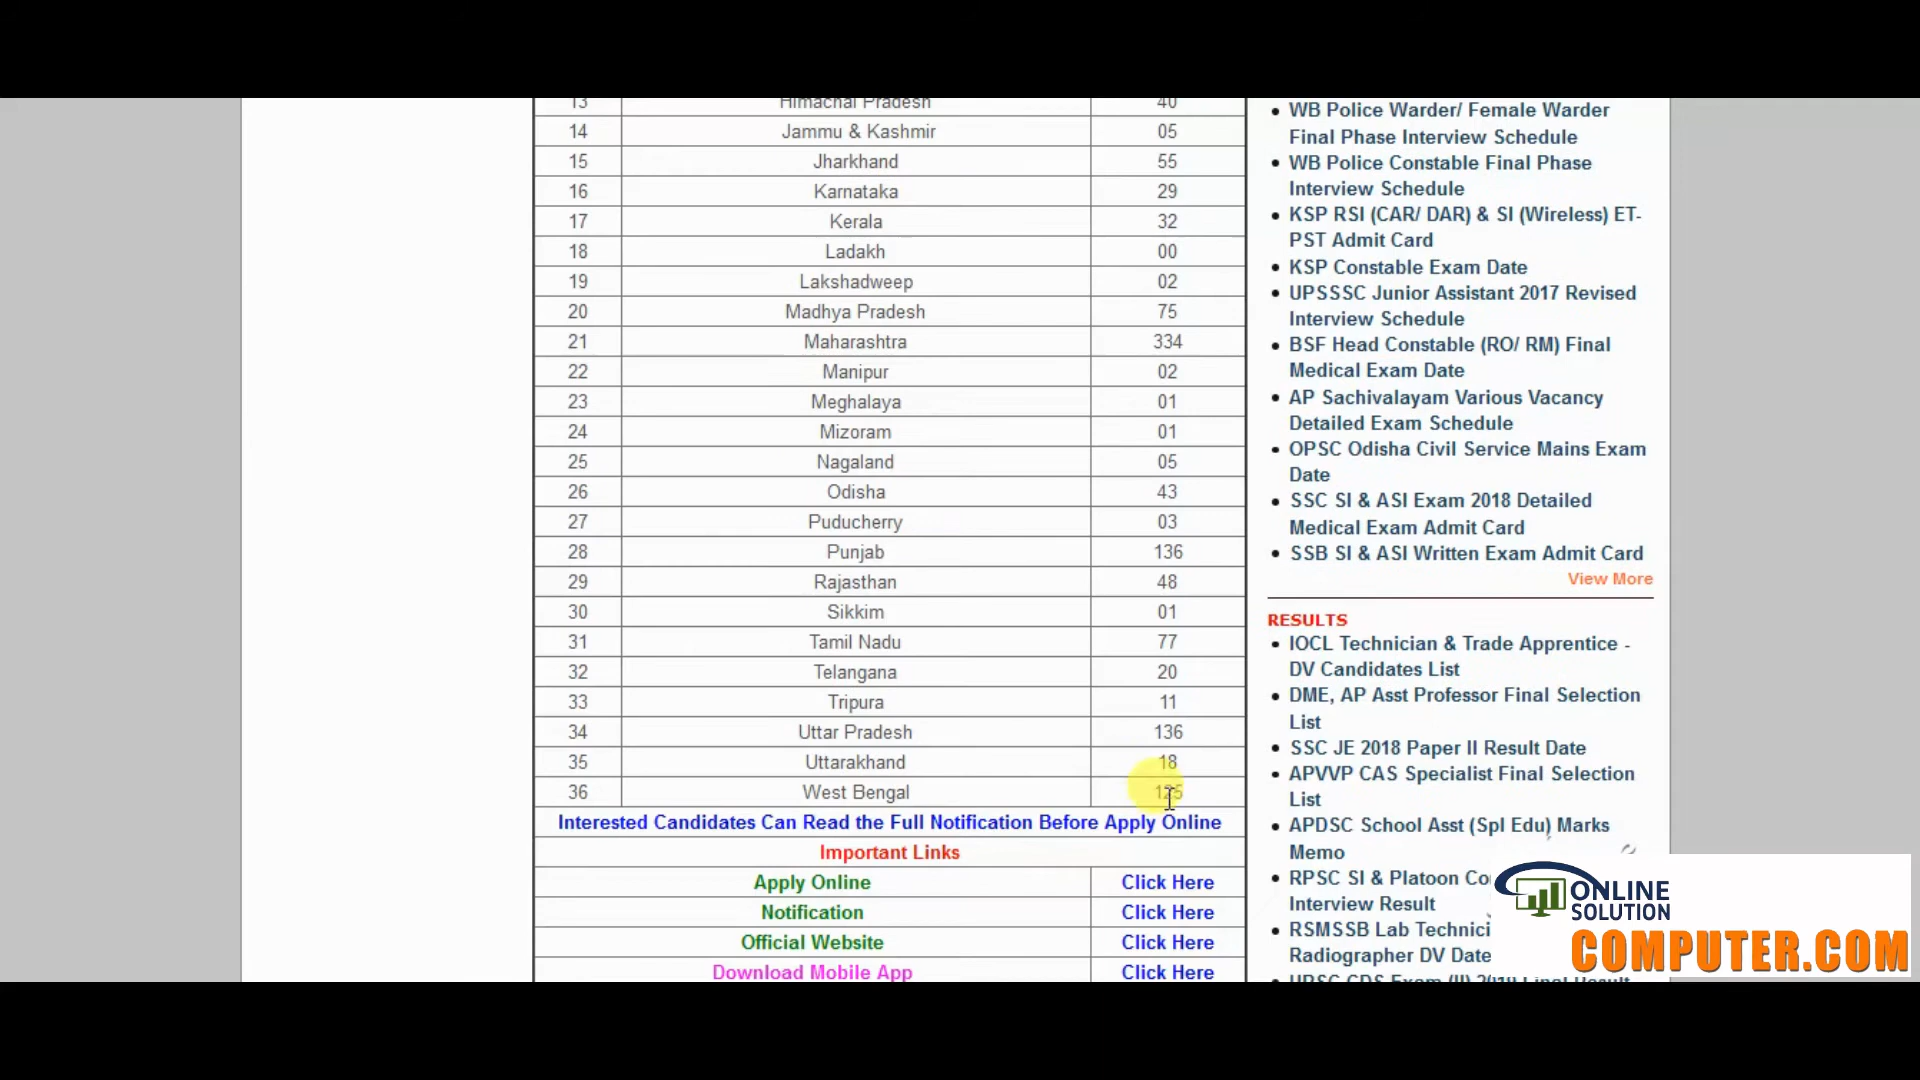 13 Himachal Pradesh 40
14 Jammu & Kashmir 05
15 Jharkhand 55
16 Karnataka 29
17 Kerala 32
18 Ladakh 00
19 Lakshadweep 02
20 Madhya Pradesh 75
21 Maharashtra 334
22 Manipur 02
23 Meghalaya 01
24 Mizoram 01
25 Nagaland 05
26 Odisha 43
27 Puducherry 03
28 Punjab 136
29 Rajasthan 48
30 Sikkim 01
31 Tamil Nadu 77
32 Telangana 20
33 Tripura 11
34 Uttar Pradesh 136
35 Uttarakhand 18
36 West Bengal 125
Interested Candidates Can Read the Full Notification Before Apply Online
Important Links
Apply Online Click Here
Notification Click Here
Official Website Click Here
Download Mobile App Click Here
WB Police Warder/ Female Warder
Final Phase Interview Schedule
WB Police Constable Final Phase
Interview Schedule
KSP RSI (CAR/ DAR) & SI (Wireless) ET-
PST Admit Card
KSP Constable Exam Date
UPSSSC Junior Assistant 2017 Revised
Interview Schedule
BSF Head Constable (RO/ RM) Final
Medical Exam Date
AP Sachivalayam Various Vacancy
Detailed Exam Schedule
OPSC Odisha Civil Service Mains Exam
Date
SSC SI & ASI Exam 2018 Detailed
Medical Exam Admit Card
SSB SI & ASI Written Exam Admit Card
View More
RESULTS
IOCL Technician & Trade Apprentice -
DV Candidates List
DME, AP Asst Professor Final Selection
List
SSC JE 2018 Paper II Result Date
APVVP CAS Specialist Final Selection
List
APDSC School Asst (Spl Edu) Marks
Memo
RPSC SI & Platoon Co
Interview Result
RSMSSB Lab Technici
Radiographer DV Date
UPSC CDS Exam (II) 2019 Final Result
ONLINE
SOLUTION
COMPUTER.COM